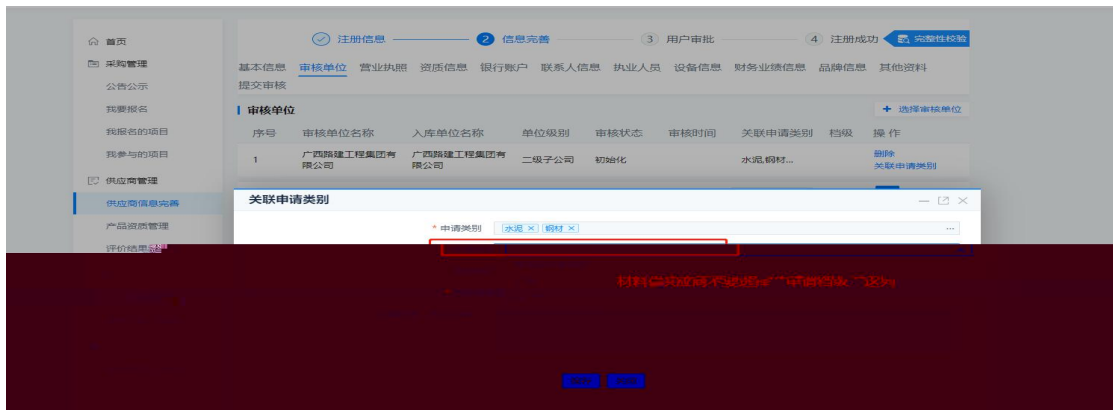 首页
采购管理
公告公示
我要报名
我报名的项目
我参与的项目
供应商管理
供应商信息完善
产品资质管理
评价结果
注册信息 2 信息完善 3 用户审批 4 注册成功 完整性校验
基本信息 审核单位 营业执照 资质信息 银行账户 联系人信息 执业人员 设备信息 财务业绩信息 品牌信息 其他资料
提交审核
审核单位 + 选择审核单位
序号 审核单位名称 入库单位名称 单位级别 审核状态 审核时间 关联申请类别 档级 操作
1 广西路建工程集团有限公司 广西路建工程集团有限公司 二级子公司 初始化 水泥,钢材... 删除
关联申请类别
关联申请类别
* 申请类别 水泥 × 钢材 × ...